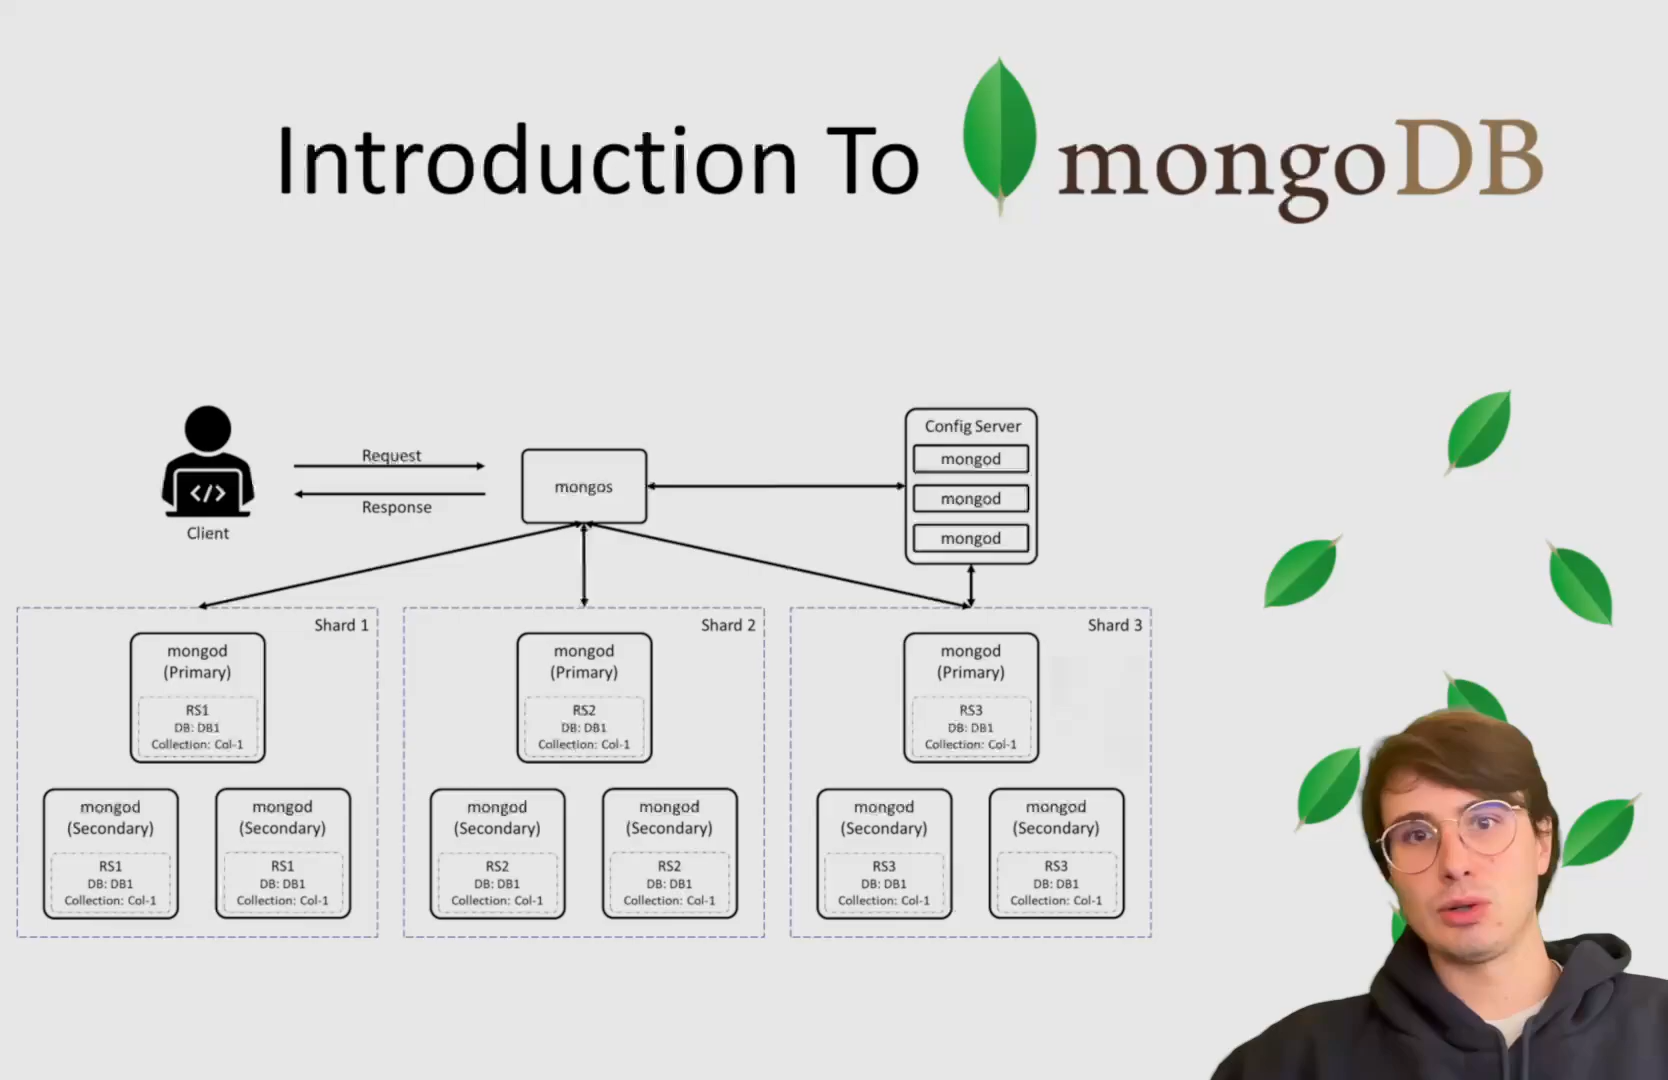 Introduction To mongoDB
Request
Response
</>
Client
mongos
Config Server
mongod
mongod
mongod
Shard 1
mongod
(Primary)
RS1
DB: DB1
Collection: Col-1
mongod
(Secondary)
RS1
DB: DB1
Collection: Col-1
mongod
(Secondary)
RS1
DB: DB1
Collection: Col-1
Shard 2
mongod
(Primary)
RS2
DB: DB1
Collection: Col-1
mongod
(Secondary)
RS2
DB: DB1
Collection: Col-1
mongod
(Secondary)
RS2
DB: DB1
Collection: Col-1
Shard 3
mongod
(Primary)
RS3
DB: DB1
Collection: Col-1
mongod
(Secondary)
RS3
DB: DB1
Collection: Col-1
mongod
(Secondary)
RS3
DB: DB1
Collection: Col-1